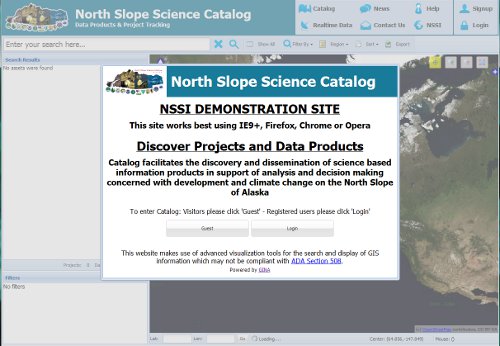 North Slope Science Catalog
Data Products & Project Tracking
Catalog
News
Help
Signup
Realtime Data
Contact Us
NSSI
Login
Enter your search here...
Show All
Filter By
Sort
Export
Search Results
No assets were found
North Slope Science Catalog
NSSI DEMONSTRATION SITE
This site works best using IE9+, Firefox, Chrome or Opera
Discover Projects and Data Products
Catalog facilitates the discovery and dissemination of science based
information products in support of analysis and decision making
concerned with development and climate change on the North Slope
of Alaska
To enter Catalog: Visitors please click 'Guest' - Registered users please click 'Login'
Guest
Login
This website makes use of advanced visualization tools for the search and display of GIS
information which may not be compliant with ADA Section 508.
Powered by GINA
Projects: 0
Filters
No filters
Lat:
Lon:
Go
Loading...
Mouse: ()